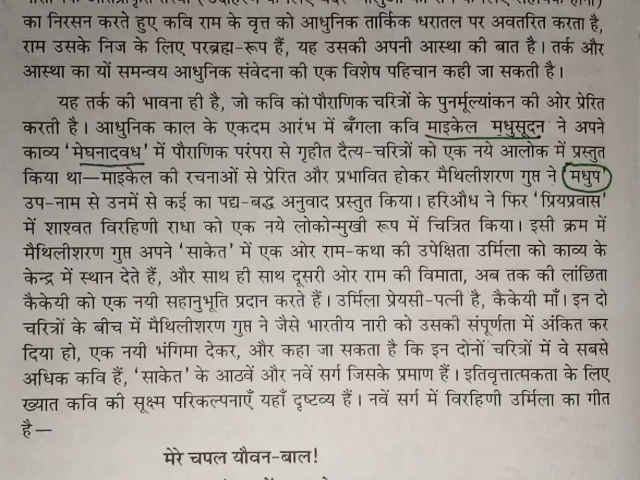 का निरसन करते हुए कवि राम के वृत्त को आधुनिक तार्किक धरातल पर अवतरित करता है,
राम उसके निज के लिए परब्रह्म-रूप हैं, यह उसकी अपनी आस्था की बात है। तर्क और
आस्था का यों समन्वय आधुनिक संवेदना की एक विशेष पहिचान कही जा सकती है।
यह तर्क की भावना ही है, जो कवि को पौराणिक चरित्रों के पुनर्मूल्यांकन की ओर प्रेरित
करती है। आधुनिक काल के एकदम आरंभ में बँगला कवि माइकेल मधुसूदन ने अपने
काव्य 'मेघनादवध' में पौराणिक परंपरा से गृहीत दैत्य-चरित्रों को एक नये आलोक में प्रस्तुत
किया था—माइकेल की रचनाओं से प्रेरित और प्रभावित होकर मैथिलीशरण गुप्त ने 'मधुप'
उप-नाम से उनमें से कई का पद्य-बद्ध अनुवाद प्रस्तुत किया। हरिऔध ने फिर 'प्रियप्रवास'
में शाश्वत विरहिणी राधा को एक नये लोकोन्मुखी रूप में चित्रित किया। इसी क्रम में
मैथिलीशरण गुप्त अपने 'साकेत' में एक ओर राम-कथा की उपेक्षिता उर्मिला को काव्य के
केन्द्र में स्थान देते हैं, और साथ ही साथ दूसरी ओर राम की विमाता, अब तक की लांछिता
कैकेयी को एक नयी सहानुभूति प्रदान करते हैं। उर्मिला प्रेयसी-पत्नी है, कैकेयी माँ। इन दो
चरित्रों के बीच में मैथिलीशरण गुप्त ने जैसे भारतीय नारी को उसकी संपूर्णता में अंकित कर
दिया हो, एक नयी भंगिमा देकर, और कहा जा सकता है कि इन दोनों चरित्रों में वे सबसे
अधिक कवि हैं, 'साकेत' के आठवें और नवें सर्ग जिसके प्रमाण हैं। इतिवृत्तात्मकता के लिए
ख्यात कवि की सूक्ष्म परिकल्पनाएँ यहाँ दृष्टव्य हैं। नवें सर्ग में विरहिणी उर्मिला का गीत
है—
मेरे चपल यौवन-बाल!